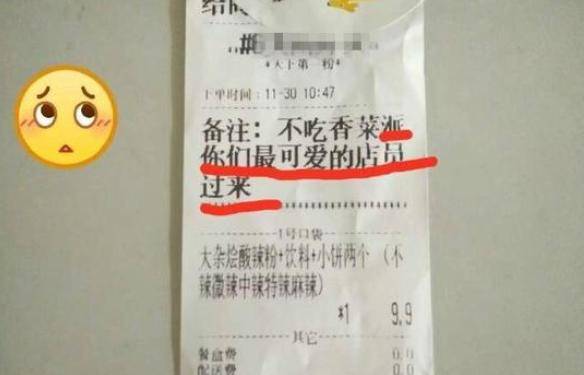 *天下第一粉*
下单时间：11-30 10:47
备注：不吃香菜派
你们最可爱的店员
过来
1号口袋
大杂烩酸辣粉+饮料+小饼两个（不
辣微辣中辣特辣麻辣）
*1 9.9
其它
餐盒费 0.0
配送费 0.0